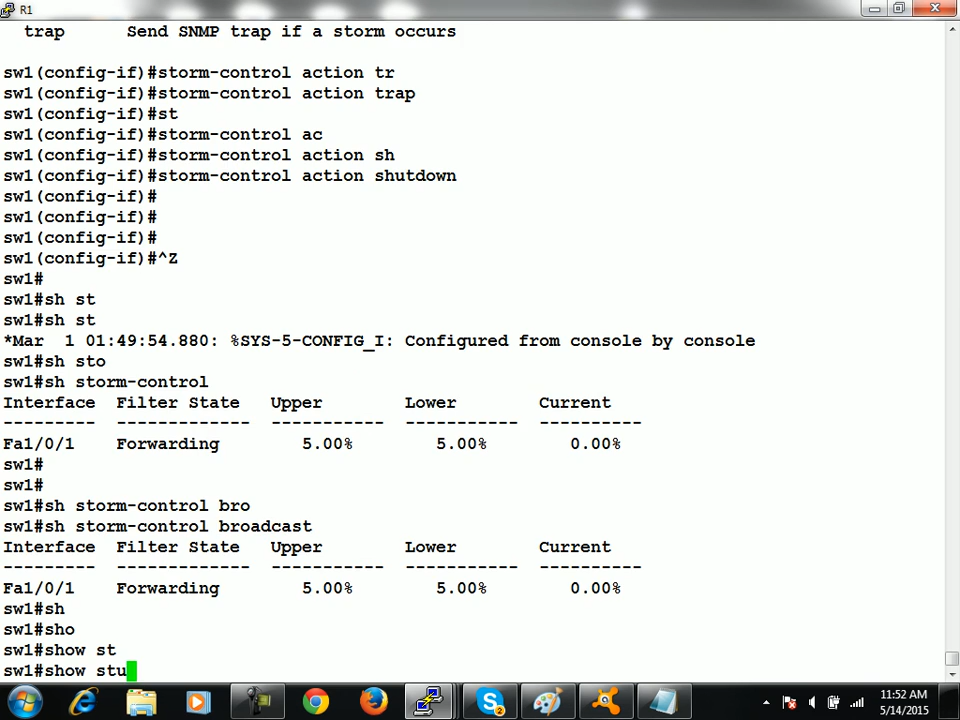 R1
trap Send SNMP trap if a storm occurs
sw1(config-if)#storm-control action tr
sw1(config-if)#storm-control action trap
sw1(config-if)#st
sw1(config-if)#storm-control ac
sw1(config-if)#storm-control action sh
sw1(config-if)#storm-control action shutdown
sw1(config-if)#
sw1(config-if)#
sw1(config-if)#
sw1(config-if)#^Z
sw1#
sw1#sh st
sw1#sh st
*Mar 1 01:49:54.880: %SYS-5-CONFIG_I: Configured from console by console
sw1#sh sto
sw1#sh storm-control
Interface Filter State Upper Lower Current
--------- ------------- ----------- ----------- ----------
Fa1/0/1 Forwarding 5.00% 5.00% 0.00%
sw1#
sw1#
sw1#sh storm-control bro
sw1#sh storm-control broadcast
Interface Filter State Upper Lower Current
--------- ------------- ----------- ----------- ----------
Fa1/0/1 Forwarding 5.00% 5.00% 0.00%
sw1#sh
sw1#sho
sw1#show st
sw1#show stu
11:52 AM
5/14/2015
2